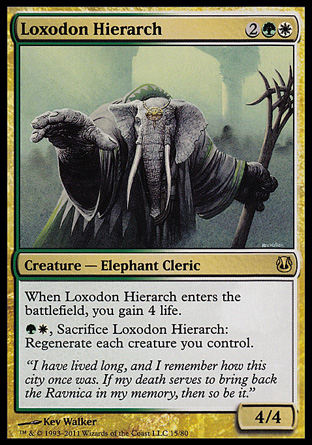 Loxodon Hierarch 2
Creature — Elephant Cleric
When Loxodon Hierarch enters the
battlefield, you gain 4 life.
, Sacrifice Loxodon Hierarch:
Regenerate each creature you control.
“I have lived long, and I remember how this
city once was. If my death serves to bring back
the Ravnica in my memory, then so be it.”
Kev Walker
4/4
™ & © 1993–2011 Wizards of the Coast LLC 15/80